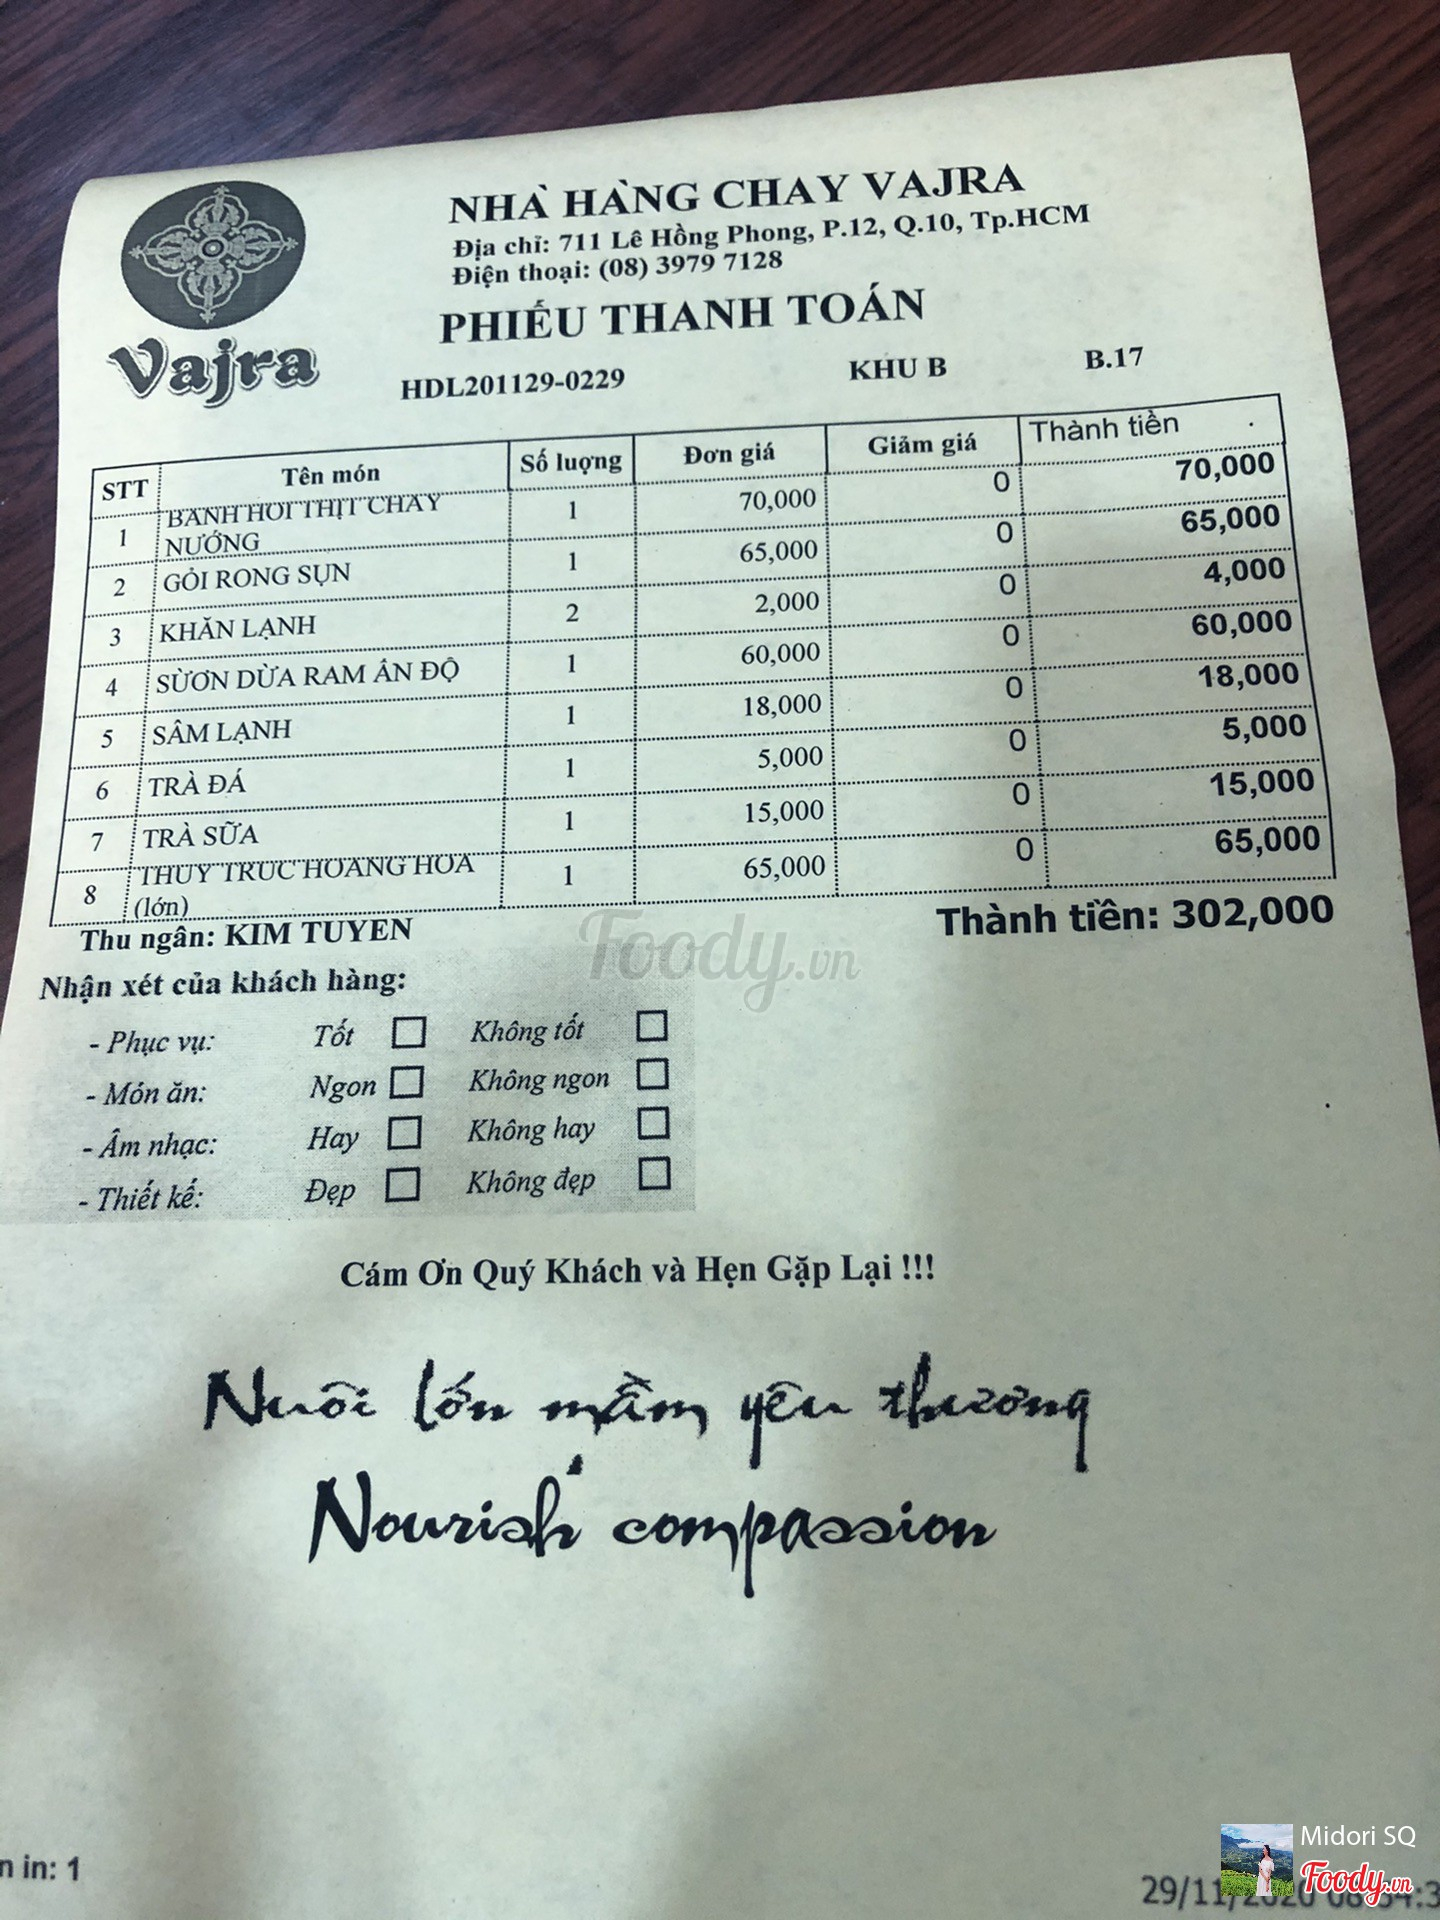 NHÀ HÀNG CHAY VAJRA
Địa chỉ: 711 Lê Hồng Phong, P.12, Q.10, Tp.HCM
Điện thoại: (08) 3979 7128
Vajra
PHIẾU THANH TOÁN
HDL201129-0229 KHU B B.17
STT Tên món Số lượng Đơn giá Giảm giá Thành tiền
1 BÁNH HỎI THỊT CHAY NƯỚNG 1 70,000 0 70,000
2 GỎI RONG SỤN 1 65,000 0 65,000
3 KHĂN LẠNH 2 2,000 0 4,000
4 SƯỜN DỪA RAM ẤN ĐỘ 1 60,000 0 60,000
5 SÂM LẠNH 1 18,000 0 18,000
6 TRÀ ĐÁ 1 5,000 0 5,000
7 TRÀ SỮA 1 15,000 0 15,000
8 THUY TRUC HOANG HOA (lớn) 1 65,000 0 65,000
Thu ngân: KIM TUYEN Thành tiền: 302,000
Foody.vn
Nhận xét của khách hàng:
- Phục vụ: Tốt Không tốt
- Món ăn: Ngon Không ngon
- Âm nhạc: Hay Không hay
- Thiết kế: Đẹp Không đẹp
Cám Ơn Quý Khách và Hẹn Gặp Lại !!!
Nuôi lớn mầm yêu thương
Nourish compassion
n in: 1
Midori SQ
Foody.vn
29/11/2020